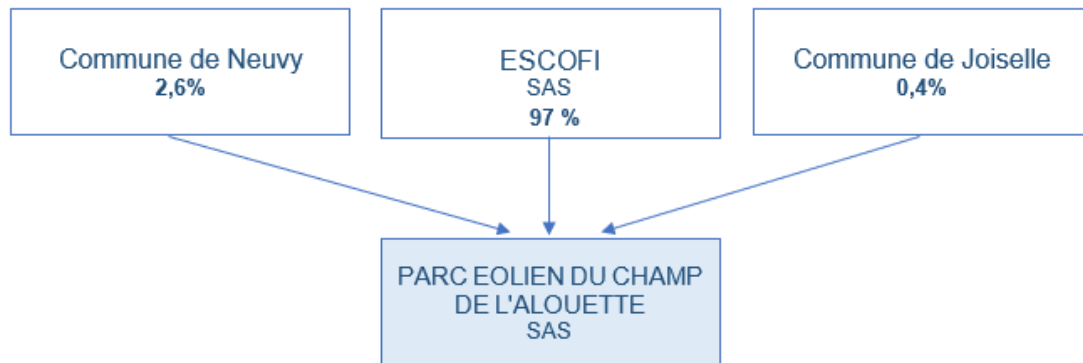 Commune de Neuvy
2,6%
ESCOFI
SAS
97 %
Commune de Joiselle
0,4%
PARC EOLIEN DU CHAMP
DE L'ALOUETTE
SAS